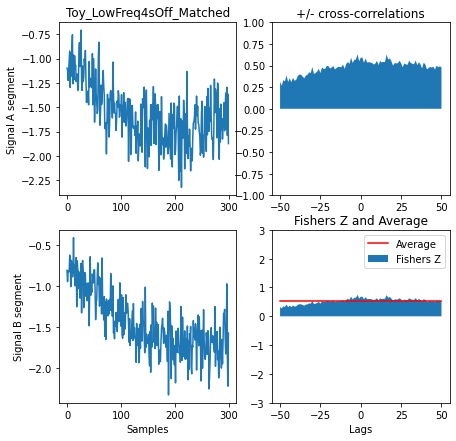 Toy_LowFreq4sOff_Matched
Signal A segment
−0.75
−1.00
−1.25
−1.50
−1.75
−2.00
−2.25
0 100 200 300
+/- cross-correlations
1.00
0.75
0.50
0.25
0.00
−0.25
−0.50
−0.75
−1.00
−50 −25 0 25 50
Signal B segment
−0.5
−1.0
−1.5
−2.0
0 100 200 300
Samples
Fishers Z and Average
3
2
1
0
−1
−2
−3
Average
Fishers Z
−50 −25 0 25 50
Lags